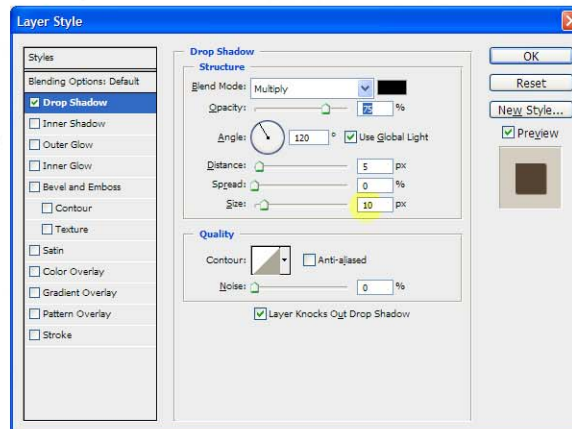 Layer Style
Styles
Blending Options: Default
Drop Shadow
Inner Shadow
Outer Glow
Inner Glow
Bevel and Emboss
Contour
Texture
Satin
Color Overlay
Gradient Overlay
Pattern Overlay
Stroke
Drop Shadow
Structure
Blend Mode: Multiply
Opacity: 75 %
Angle: 120 ° Use Global Light
Distance: 5 px
Spread: 0 %
Size: 10 px
Quality
Contour: Anti-aliased
Noise: 0 %
Layer Knocks Out Drop Shadow
OK
Reset
New Style...
Preview